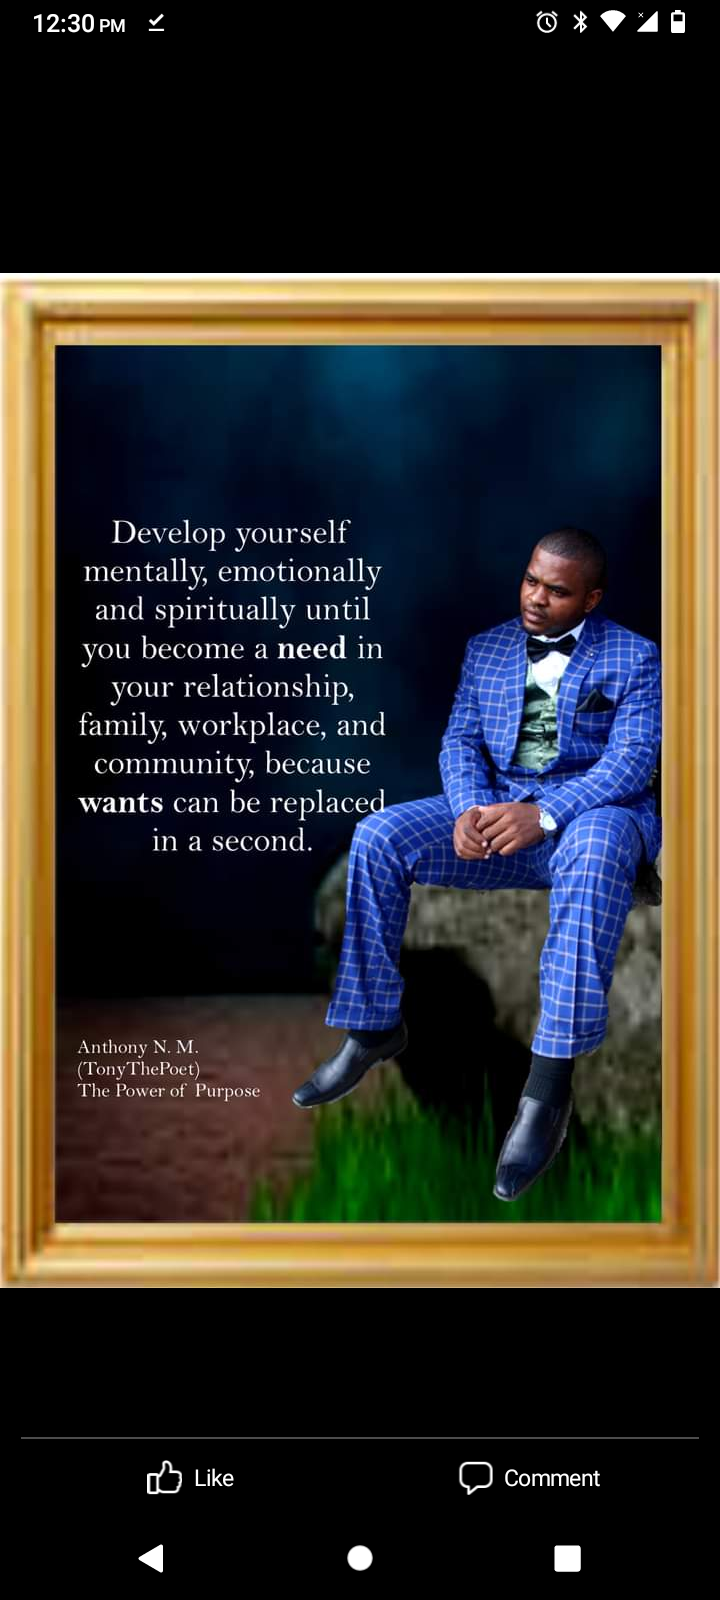 12:30 PM
Develop yourself
mentally, emotionally
and spiritually until
you become a need in
your relationship,
family, workplace, and
community, because
wants can be replaced
in a second.
Anthony N. M.
(TonyThePoet)
The Power of Purpose
Like
Comment